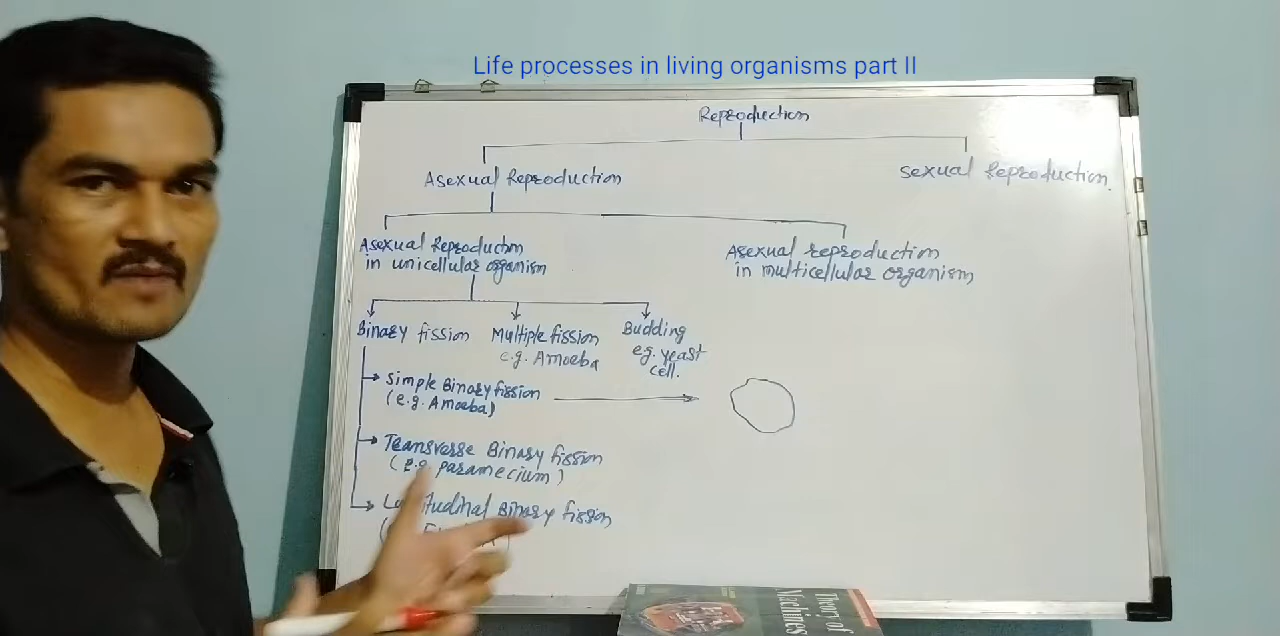 Life processes in living organisms part II
Reproduction
Asexual Reproduction
sexual Reproduction.
Asexual Reproductn
in unicellular organism
Asexual reproduction
in multicellular organism
Binary fission
Multiple fission
e.g. Amoeba
Budding
e.g. yeast
cell.
Simple Binary fission
(e.g. Amoeba)
Transverse Binary fission
(e.g. paramecium)
Binary fission
Theory of
Machines